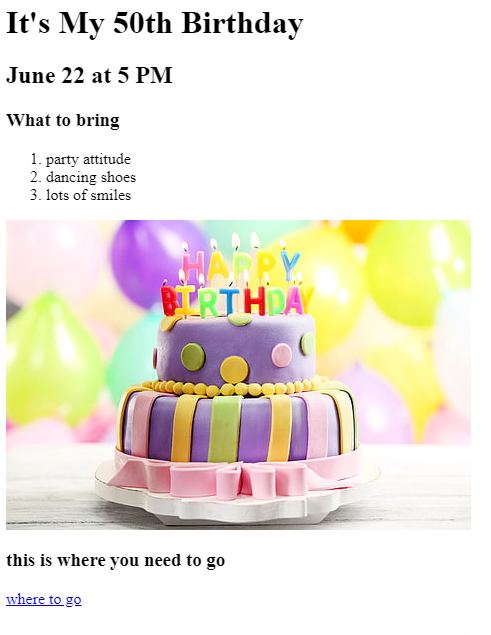 It's My 50th Birthday
June 22 at 5 PM
What to bring
1. party attitude
2. dancing shoes
3. lots of smiles
HAPPY
BIRTHDAY
this is where you need to go
where to go